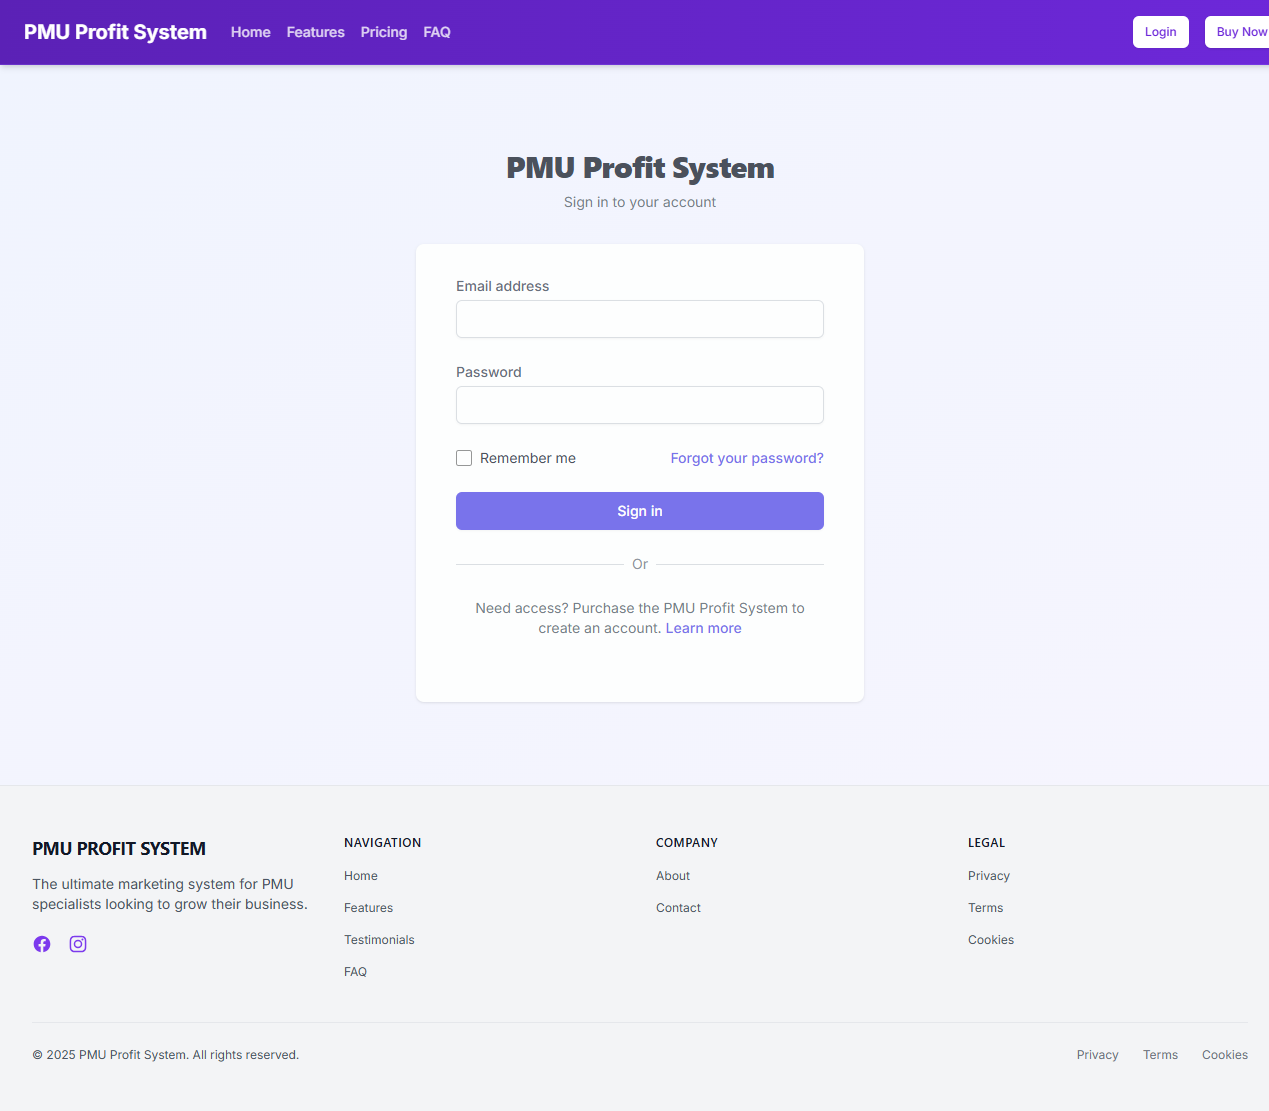 PMU Profit System
Home
Features
Pricing
FAQ
Login
Buy Now
PMU Profit System
Sign in to your account
Email address
Password
Remember me
Forgot your password?
Sign in
Or
Need access? Purchase the PMU Profit System to
create an account. Learn more
PMU PROFIT SYSTEM
The ultimate marketing system for PMU
specialists looking to grow their business.
NAVIGATION
Home
Features
Testimonials
FAQ
COMPANY
About
Contact
LEGAL
Privacy
Terms
Cookies
© 2025 PMU Profit System. All rights reserved.
Privacy
Terms
Cookies